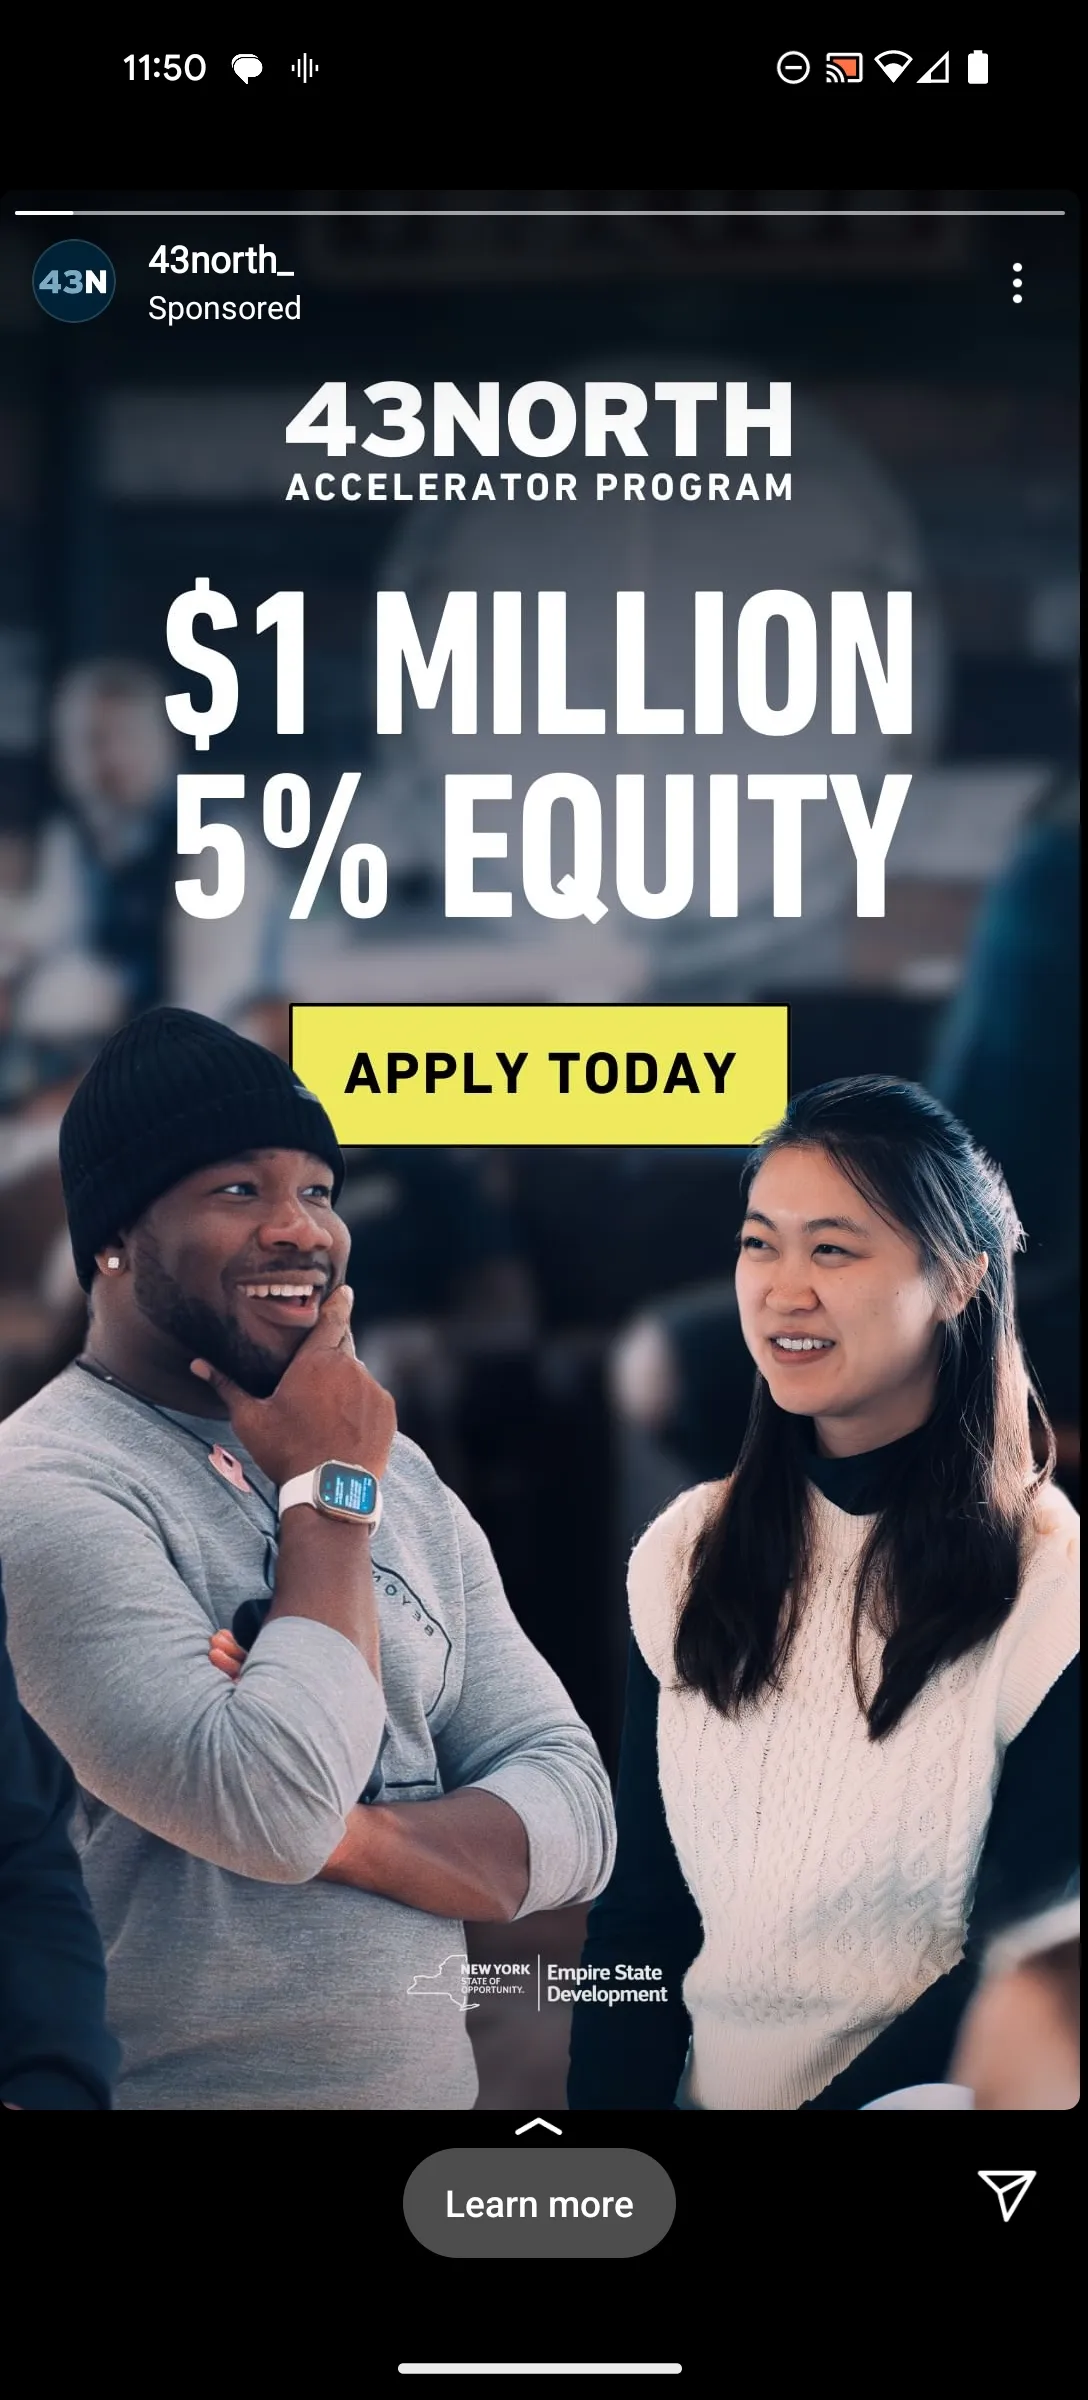 11:50
43N
43north_
Sponsored
43NORTH
ACCELERATOR PROGRAM
$1 MILLION
5% EQUITY
APPLY TODAY
NEW YORK
STATE OF
OPPORTUNITY.
Empire State
Development
Learn more